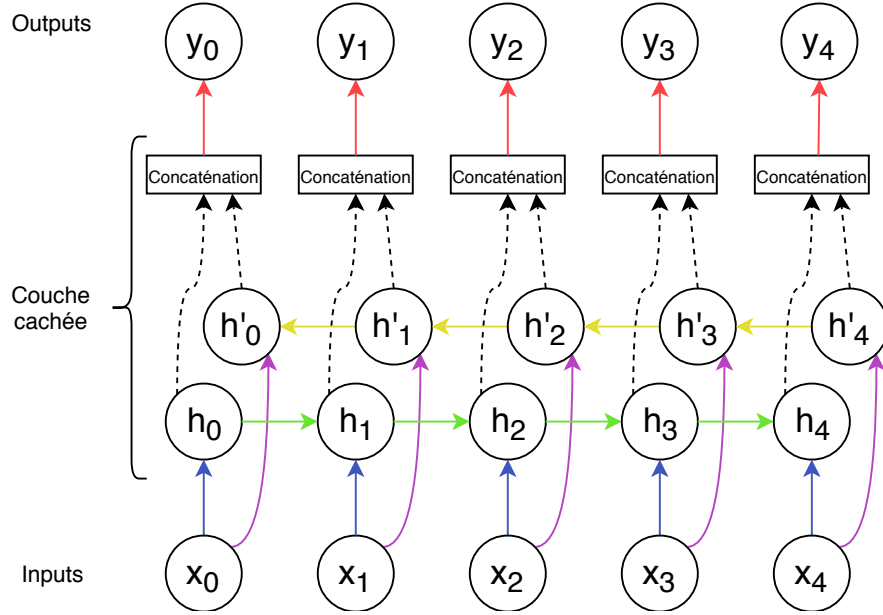 Outputs
y0 y1 y2 y3 y4
Concaténation Concaténation Concaténation Concaténation Concaténation
Couche
cachée
h'0 h'1 h'2 h'3 h'4
h0 h1 h2 h3 h4
Inputs
x0 x1 x2 x3 x4